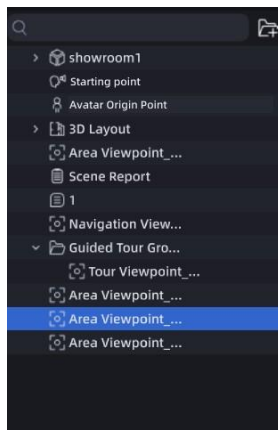 showroom1
Starting point
Avatar Origin Point
3D Layout
Area Viewpoint_...
Scene Report
1
Navigation View...
Guided Tour Gro...
Tour Viewpoint_...
Area Viewpoint_...
Area Viewpoint_...
Area Viewpoint_...